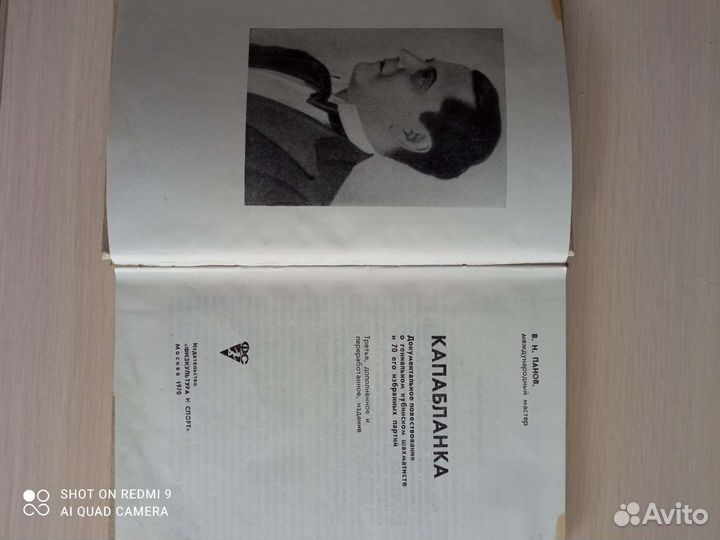 В. Н. ПАНОВ,
международный мастер
КАПАБЛАНКА
Документальное повествование
о гениальном кубинском шахматисте
и 70 его избранных партий
Третье, дополненное и
переработанное, издание
ФиС
Издательство
«ФИЗКУЛЬТУРА И СПОРТ»
Москва 1970
SHOT ON REDMI 9
AI QUAD CAMERA
Avito